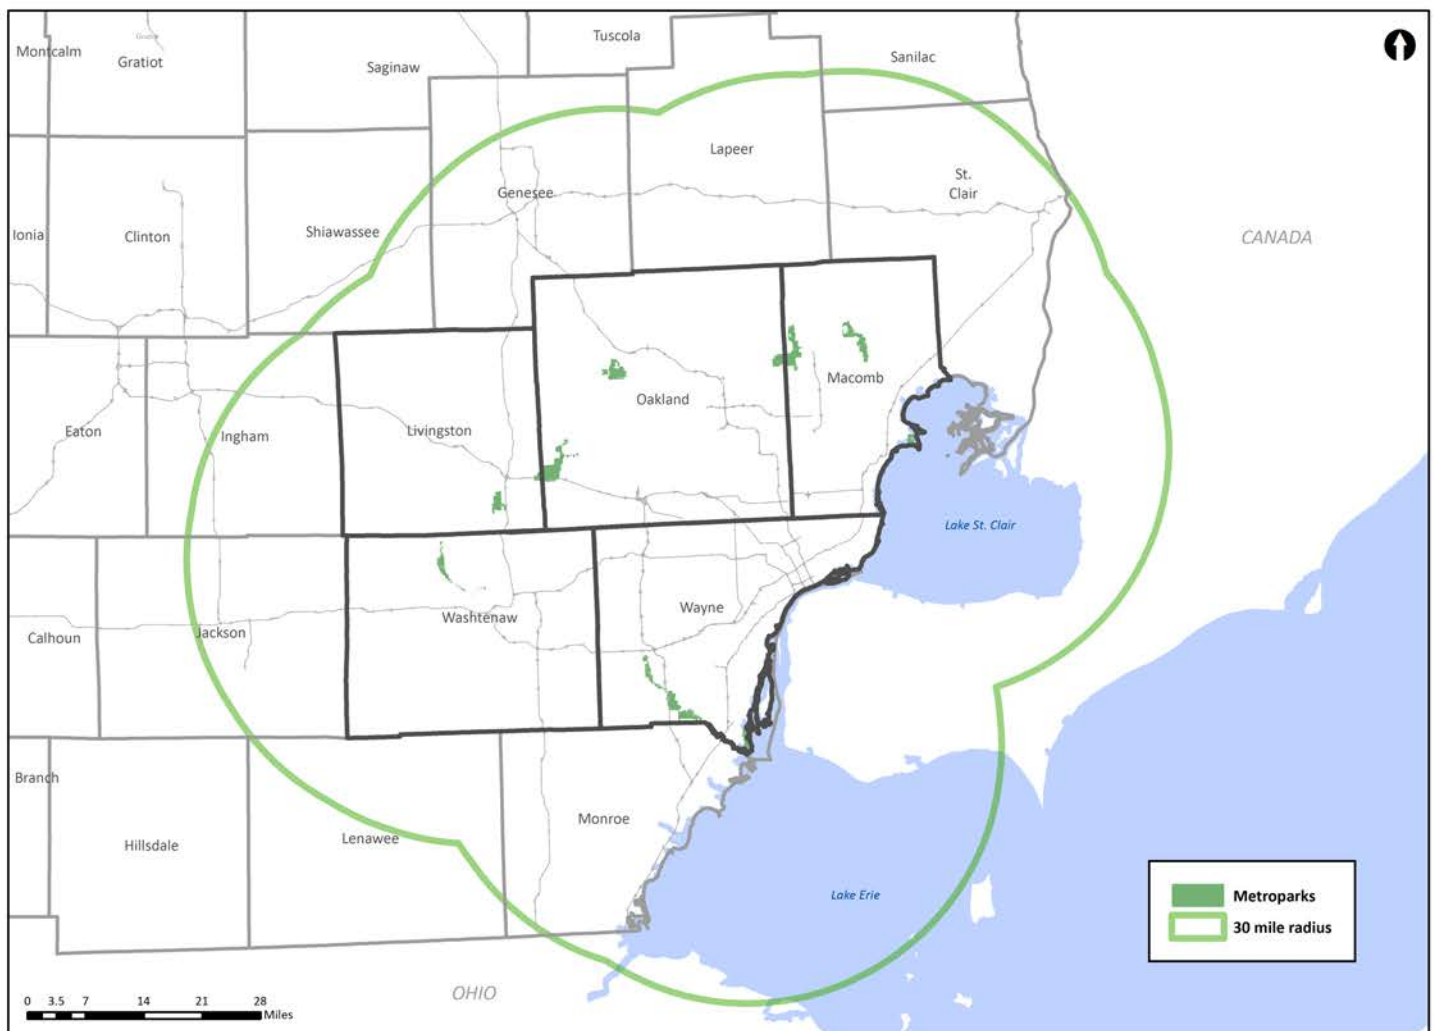 Montcalm
Gratiot
Gratiot
Saginaw
Tuscola
Sanilac
Lapeer
St.
Clair
Genesee
Ionia
Clinton
Shiawassee
CANADA
Macomb
Oakland
Eaton
Ingham
Livingston
Lake St. Clair
Calhoun
Jackson
Washtenaw
Wayne
Branch
Hillsdale
Lenawee
Monroe
Lake Erie
Metroparks
30 mile radius
OHIO
0 3.5 7 14 21 28
Miles